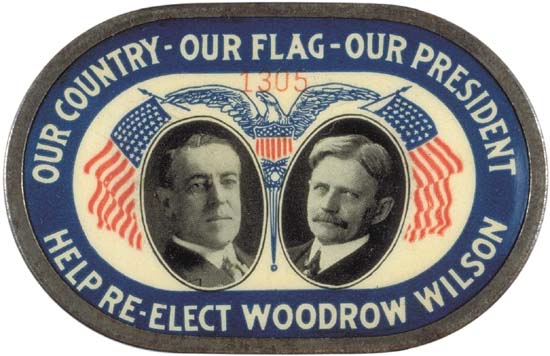 OUR COUNTRY - OUR FLAG - OUR PRESIDENT
1305
HELP RE-ELECT WOODROW WILSON